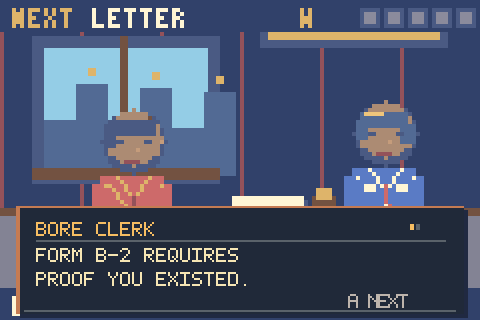 NEXT LETTER
N
BORE CLERK
FORM B-2 REQUIRES
PROOF YOU EXISTED.
A NEXT